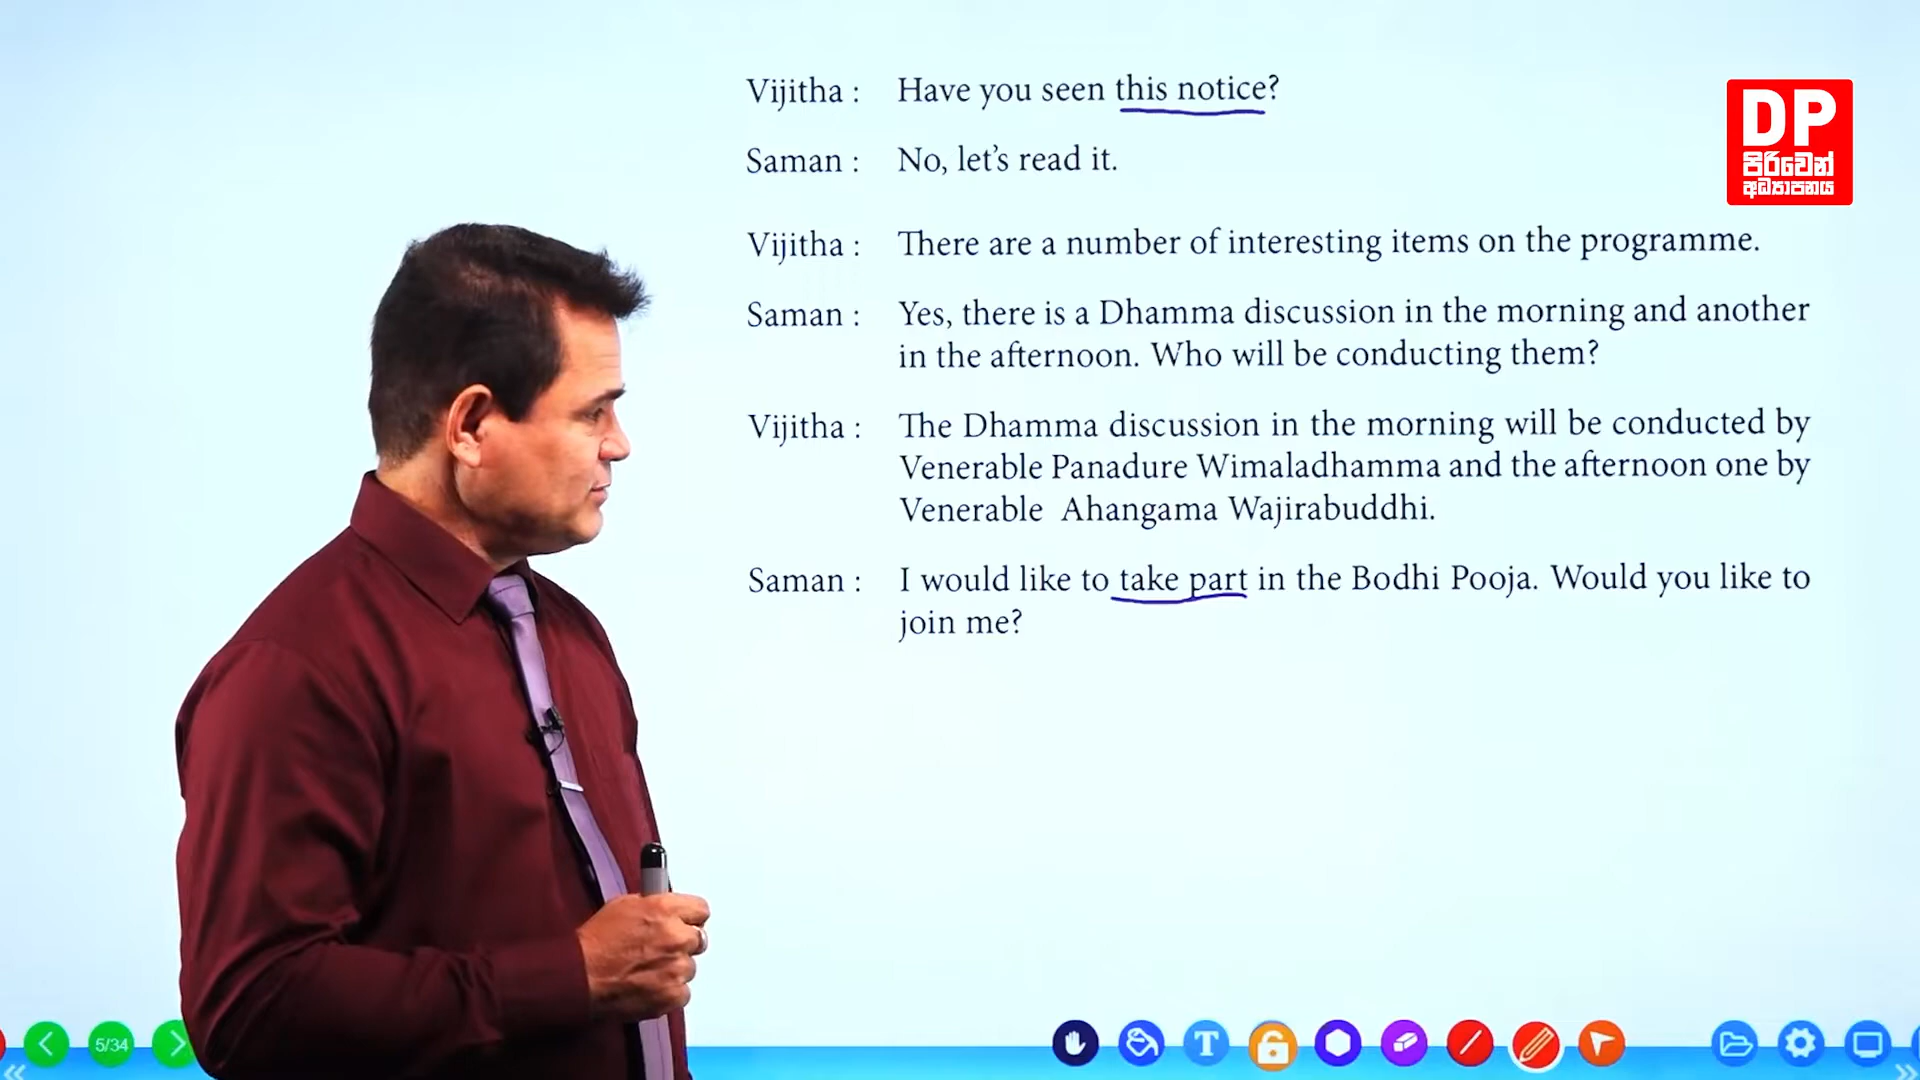 Vijitha : Have you seen this notice?
Saman : No, let's read it.
Vijitha : There are a number of interesting items on the programme.
Saman : Yes, there is a Dhamma discussion in the morning and another
in the afternoon. Who will be conducting them?
Vijitha : The Dhamma discussion in the morning will be conducted by
Venerable Panadure Wimaladhamma and the afternoon one by
Venerable Ahangama Wajirabuddhi.
Saman : I would like to take part in the Bodhi Pooja. Would you like to
join me?
DP
පිරිවෙන්
අධ්‍යාපනය
5/34
T